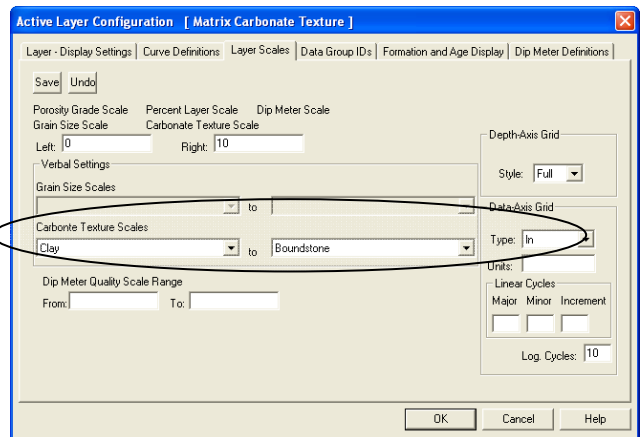 Active Layer Configuration [ Matrix Carbonate Texture ]
Layer - Display Settings Curve Definitions Layer Scales Data Group IDs Formation and Age Display Dip Meter Definitions
Save Undo
Porosity Grade Scale Percent Layer Scale Dip Meter Scale
Grain Size Scale Carbonate Texture Scale
Left: 0 Right: 10
Verbal Settings
Grain Size Scales
to
Carbonte Texture Scales
Clay to Boundstone
Dip Meter Quality Scale Range
From: To:
Depth-Axis Grid
Style: Full
Data-Axis Grid
Type: ln
Units:
Linear Cycles
Major Minor Increment
Log. Cycles: 10
OK Cancel Help